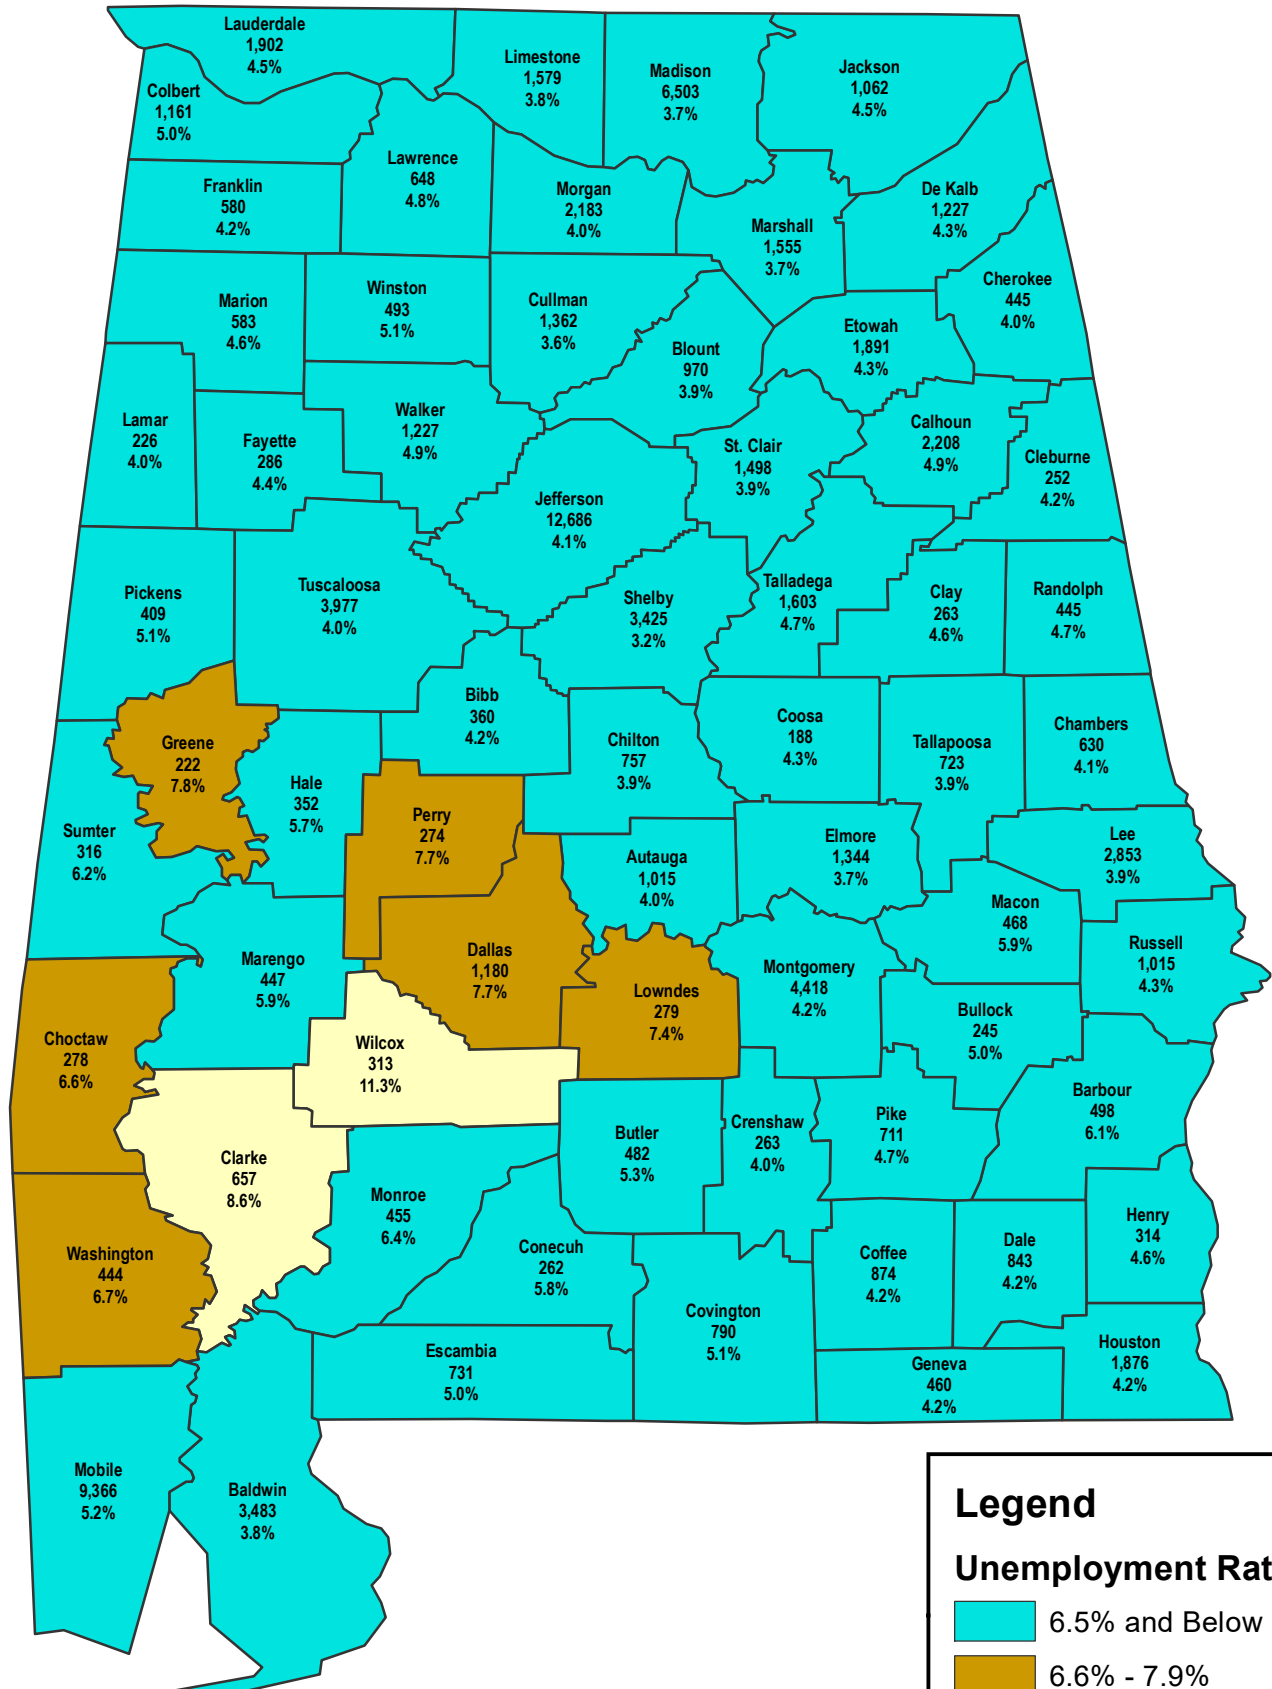 Lauderdale
1,902
4.5%
Limestone
1,579
3.8%
Madison
6,503
3.7%
Jackson
1,062
4.5%
Colbert
1,161
5.0%
Lawrence
648
4.8%
Franklin
580
4.2%
Morgan
2,183
4.0%
De Kalb
1,227
4.3%
Marshall
1,555
3.7%
Cherokee
445
4.0%
Marion
583
4.6%
Winston
493
5.1%
Cullman
1,362
3.6%
Etowah
1,891
4.3%
Blount
970
3.9%
Lamar
226
4.0%
Fayette
286
4.4%
Walker
1,227
4.9%
St. Clair
1,498
3.9%
Calhoun
2,208
4.9%
Cleburne
252
4.2%
Jefferson
12,686
4.1%
Pickens
409
5.1%
Tuscaloosa
3,977
4.0%
Shelby
3,425
3.2%
Talladega
1,603
4.7%
Clay
263
4.6%
Randolph
445
4.7%
Bibb
360
4.2%
Greene
222
7.8%
Hale
352
5.7%
Chilton
757
3.9%
Coosa
188
4.3%
Tallapoosa
723
3.9%
Chambers
630
4.1%
Sumter
316
6.2%
Perry
274
7.7%
Autauga
1,015
4.0%
Elmore
1,344
3.7%
Lee
2,853
3.9%
Macon
468
5.9%
Russell
1,015
4.3%
Marengo
447
5.9%
Dallas
1,180
7.7%
Lowndes
279
7.4%
Montgomery
4,418
4.2%
Bullock
245
5.0%
Choctaw
278
6.6%
Wilcox
313
11.3%
Barbour
498
6.1%
Clarke
657
8.6%
Butler
482
5.3%
Crenshaw
263
4.0%
Pike
711
4.7%
Monroe
455
6.4%
Henry
314
4.6%
Washington
444
6.7%
Conecuh
262
5.8%
Coffee
874
4.2%
Dale
843
4.2%
Covington
790
5.1%
Escambia
731
5.0%
Geneva
460
4.2%
Houston
1,876
4.2%
Mobile
9,366
5.2%
Baldwin
3,483
3.8%
Legend
Unemployment Rat
6.5% and Below
6.6% - 7.9%